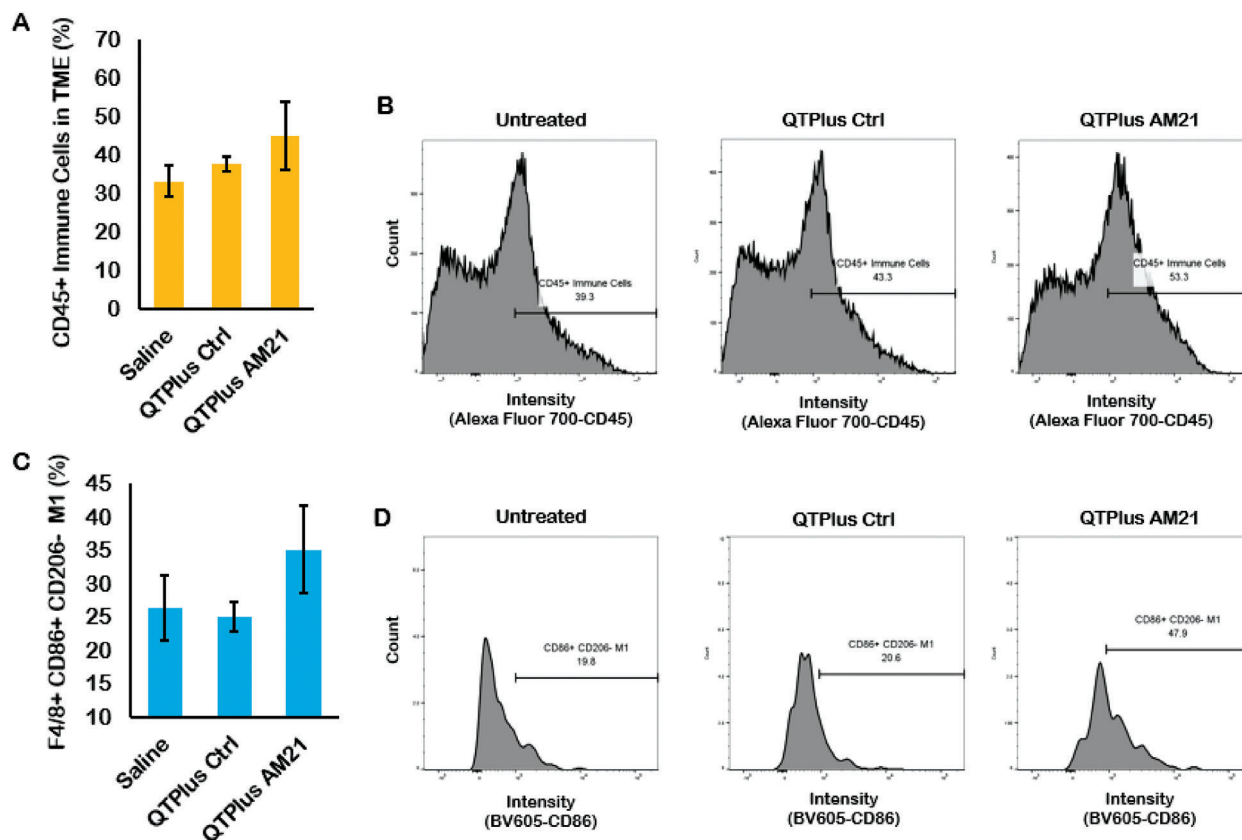 A
CD45+ Immune Cells in TME (%)
70
60
50
40
30
20
10
0
Saline
QTPlus Ctrl
QTPlus AM21
B
Untreated
Count
CD45+ Immune Cells
39.3
Intensity
(Alexa Fluor 700-CD45)
QTPlus Ctrl
Count
CD45+ Immune Cells
43.3
Intensity
(Alexa Fluor 700-CD45)
QTPlus AM21
Count
CD45+ Immune Cells
53.3
Intensity
(Alexa Fluor 700-CD45)
C
F4/8+ CD86+ CD206- M1 (%)
45
40
35
30
25
20
15
10
Saline
QTPlus Ctrl
QTPlus AM21
D
Untreated
Count
CD86+ CD206- M1
19.8
Intensity
(BV605-CD86)
QTPlus Ctrl
Count
CD86+ CD206- M1
20.6
Intensity
(BV605-CD86)
QTPlus AM21
Count
CD86+ CD206- M1
47.9
Intensity
(BV605-CD86)